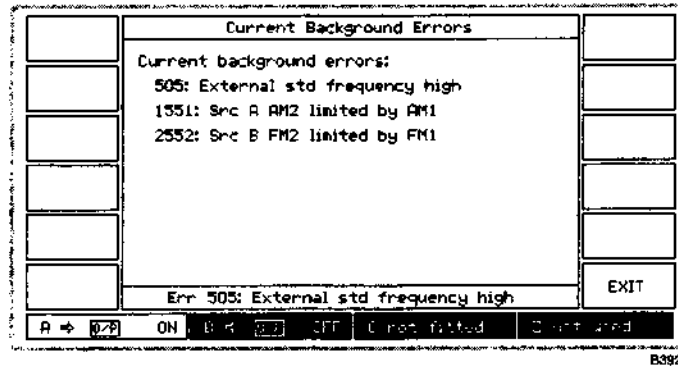 Current Background Errors
Current background errors:
505: External std frequency high
1551: Src A AM2 limited by AM1
2552: Src B FM2 limited by FM1
EXIT
Err 505: External std frequency high
A ⇒ O/P ON OFF C not fitted
B392